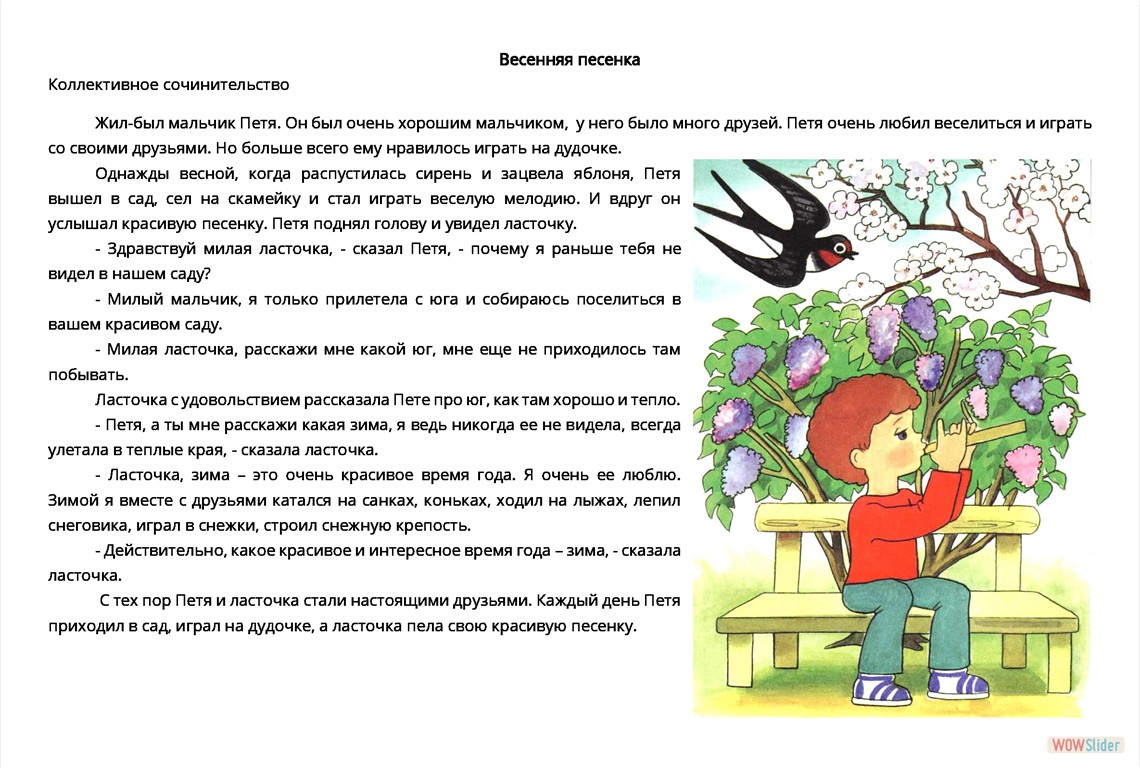 Весенняя песенка
Коллективное сочинительство
Жил-был мальчик Петя. Он был очень хорошим мальчиком, у него было много друзей. Петя очень любил веселиться и играть
со своими друзьями. Но больше всего ему нравилось играть на дудочке.
Однажды весной, когда распустилась сирень и зацвела яблоня, Петя
вышел в сад, сел на скамейку и стал играть веселую мелодию. И вдруг он
услышал красивую песенку. Петя поднял голову и увидел ласточку.
- Здравствуй милая ласточка, - сказал Петя, - почему я раньше тебя не
видел в нашем саду?
- Милый мальчик, я только прилетела с юга и собираюсь поселиться в
вашем красивом саду.
- Милая ласточка, расскажи мне какой юг, мне еще не приходилось там
побывать.
Ласточка с удовольствием рассказала Пете про юг, как там хорошо и тепло.
- Петя, а ты мне расскажи какая зима, я ведь никогда ее не видела, всегда
улетала в теплые края, - сказала ласточка.
- Ласточка, зима – это очень красивое время года. Я очень ее люблю.
Зимой я вместе с друзьями катался на санках, коньках, ходил на лыжах, лепил
снеговика, играл в снежки, строил снежную крепость.
- Действительно, какое красивое и интересное время года – зима, - сказала
ласточка.
С тех пор Петя и ласточка стали настоящими друзьями. Каждый день Петя
приходил в сад, играл на дудочке, а ласточка пела свою красивую песенку.
WOWSlider